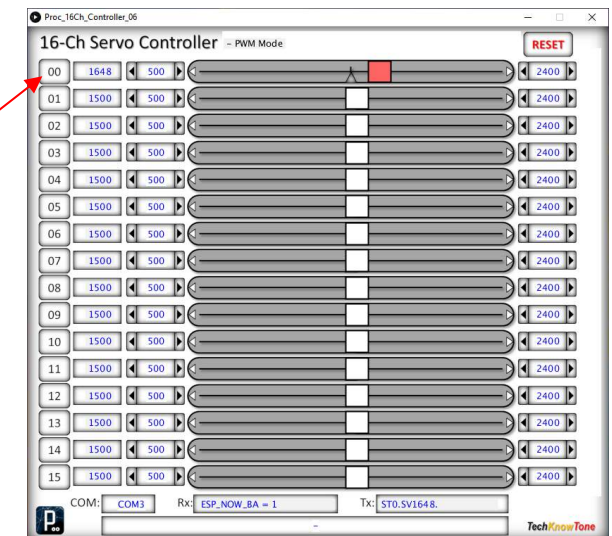 Proc_16Ch_Controller_06
16-Ch Servo Controller - PWM Mode RESET
00 1648 500 2400
01 1500 500 2400
02 1500 500 2400
03 1500 500 2400
04 1500 500 2400
05 1500 500 2400
06 1500 500 2400
07 1500 500 2400
08 1500 500 2400
09 1500 500 2400
10 1500 500 2400
11 1500 500 2400
12 1500 500 2400
13 1500 500 2400
14 1500 500 2400
15 1500 500 2400
COM: COM3 Rx: ESP_NOW_BA = 1 Tx: ST0.SV1648.
P.. - TechKnowTone